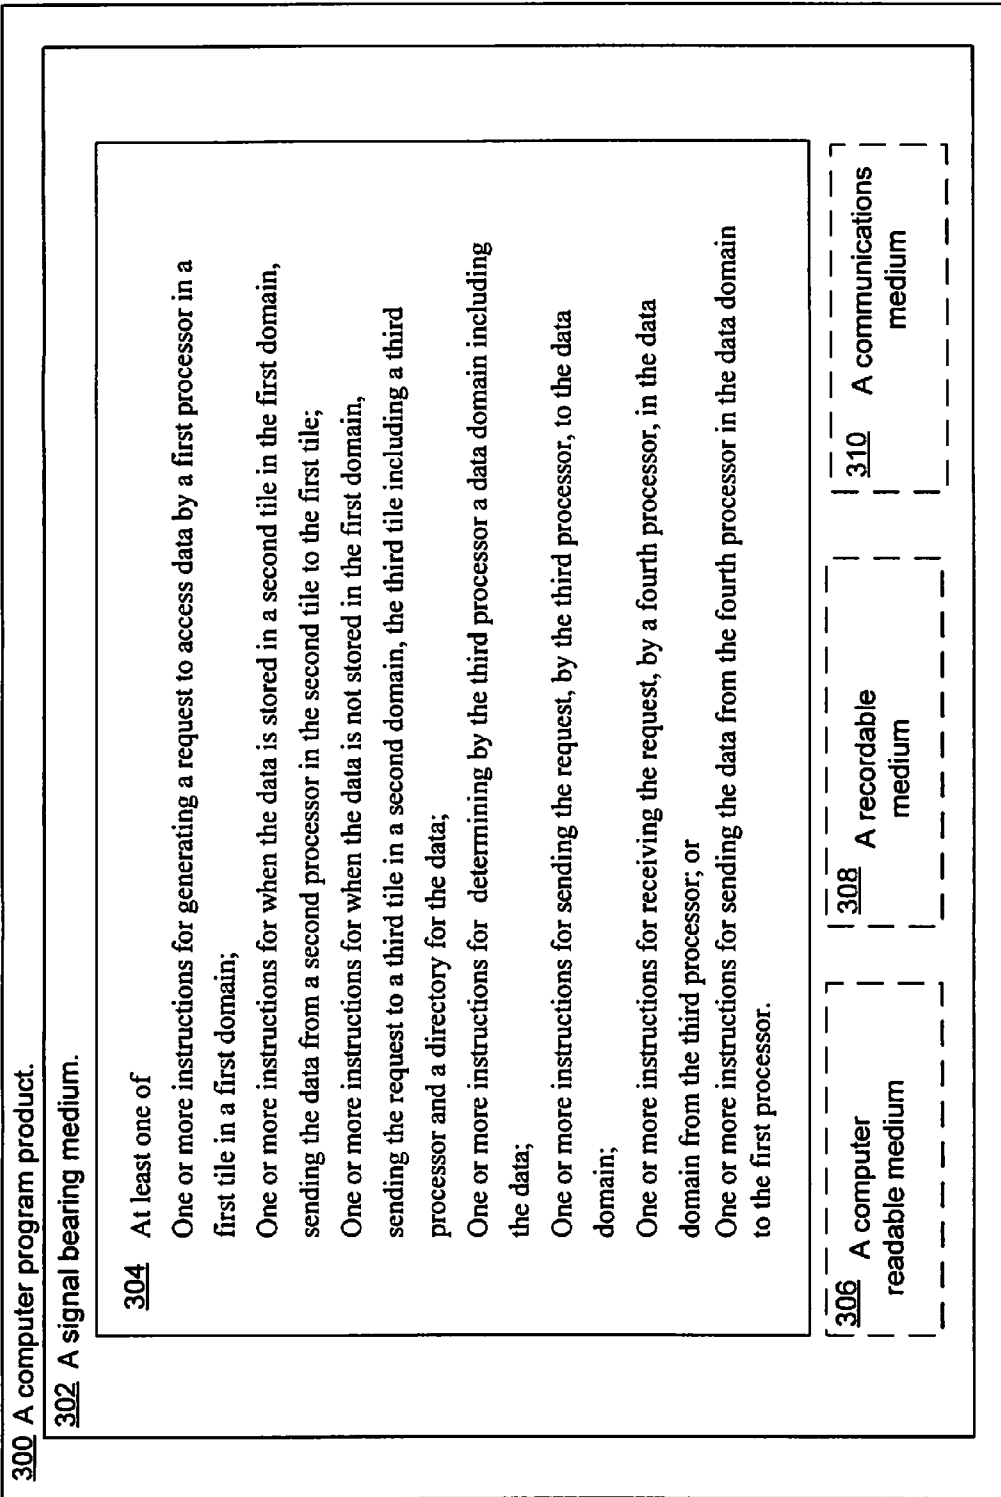 300 A computer program product.
302 A signal bearing medium.
304 At least one of
One or more instructions for generating a request to access data by a first processor in a
first tile in a first domain;
One or more instructions for when the data is stored in a second tile in the first domain,
sending the data from a second processor in the second tile to the first tile;
One or more instructions for when the data is not stored in the first domain,
sending the request to a third tile in a second domain, the third tile including a third
processor and a directory for the data;
One or more instructions for determining by the third processor a data domain including
the data;
One or more instructions for sending the request, by the third processor, to the data
domain;
One or more instructions for receiving the request, by a fourth processor, in the data
domain from the third processor; or
One or more instructions for sending the data from the fourth processor in the data domain
to the first processor.
306 A computer
readable medium
308 A recordable
medium
310 A communications
medium